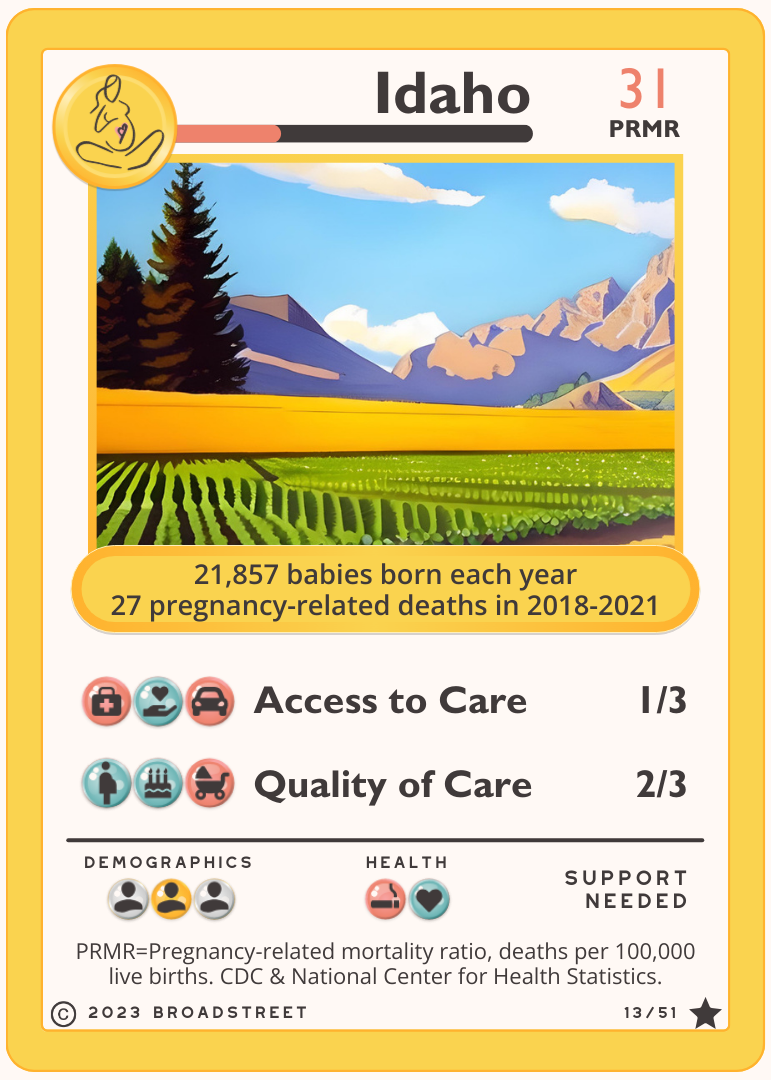 Idaho
31
PRMR
21,857 babies born each year
27 pregnancy-related deaths in 2018-2021
Access to Care 1/3
Quality of Care 2/3
DEMOGRAPHICS
HEALTH
SUPPORT
NEEDED
PRMR=Pregnancy-related mortality ratio, deaths per 100,000
live births. CDC & National Center for Health Statistics.
© 2023 BROADSTREET 13/51